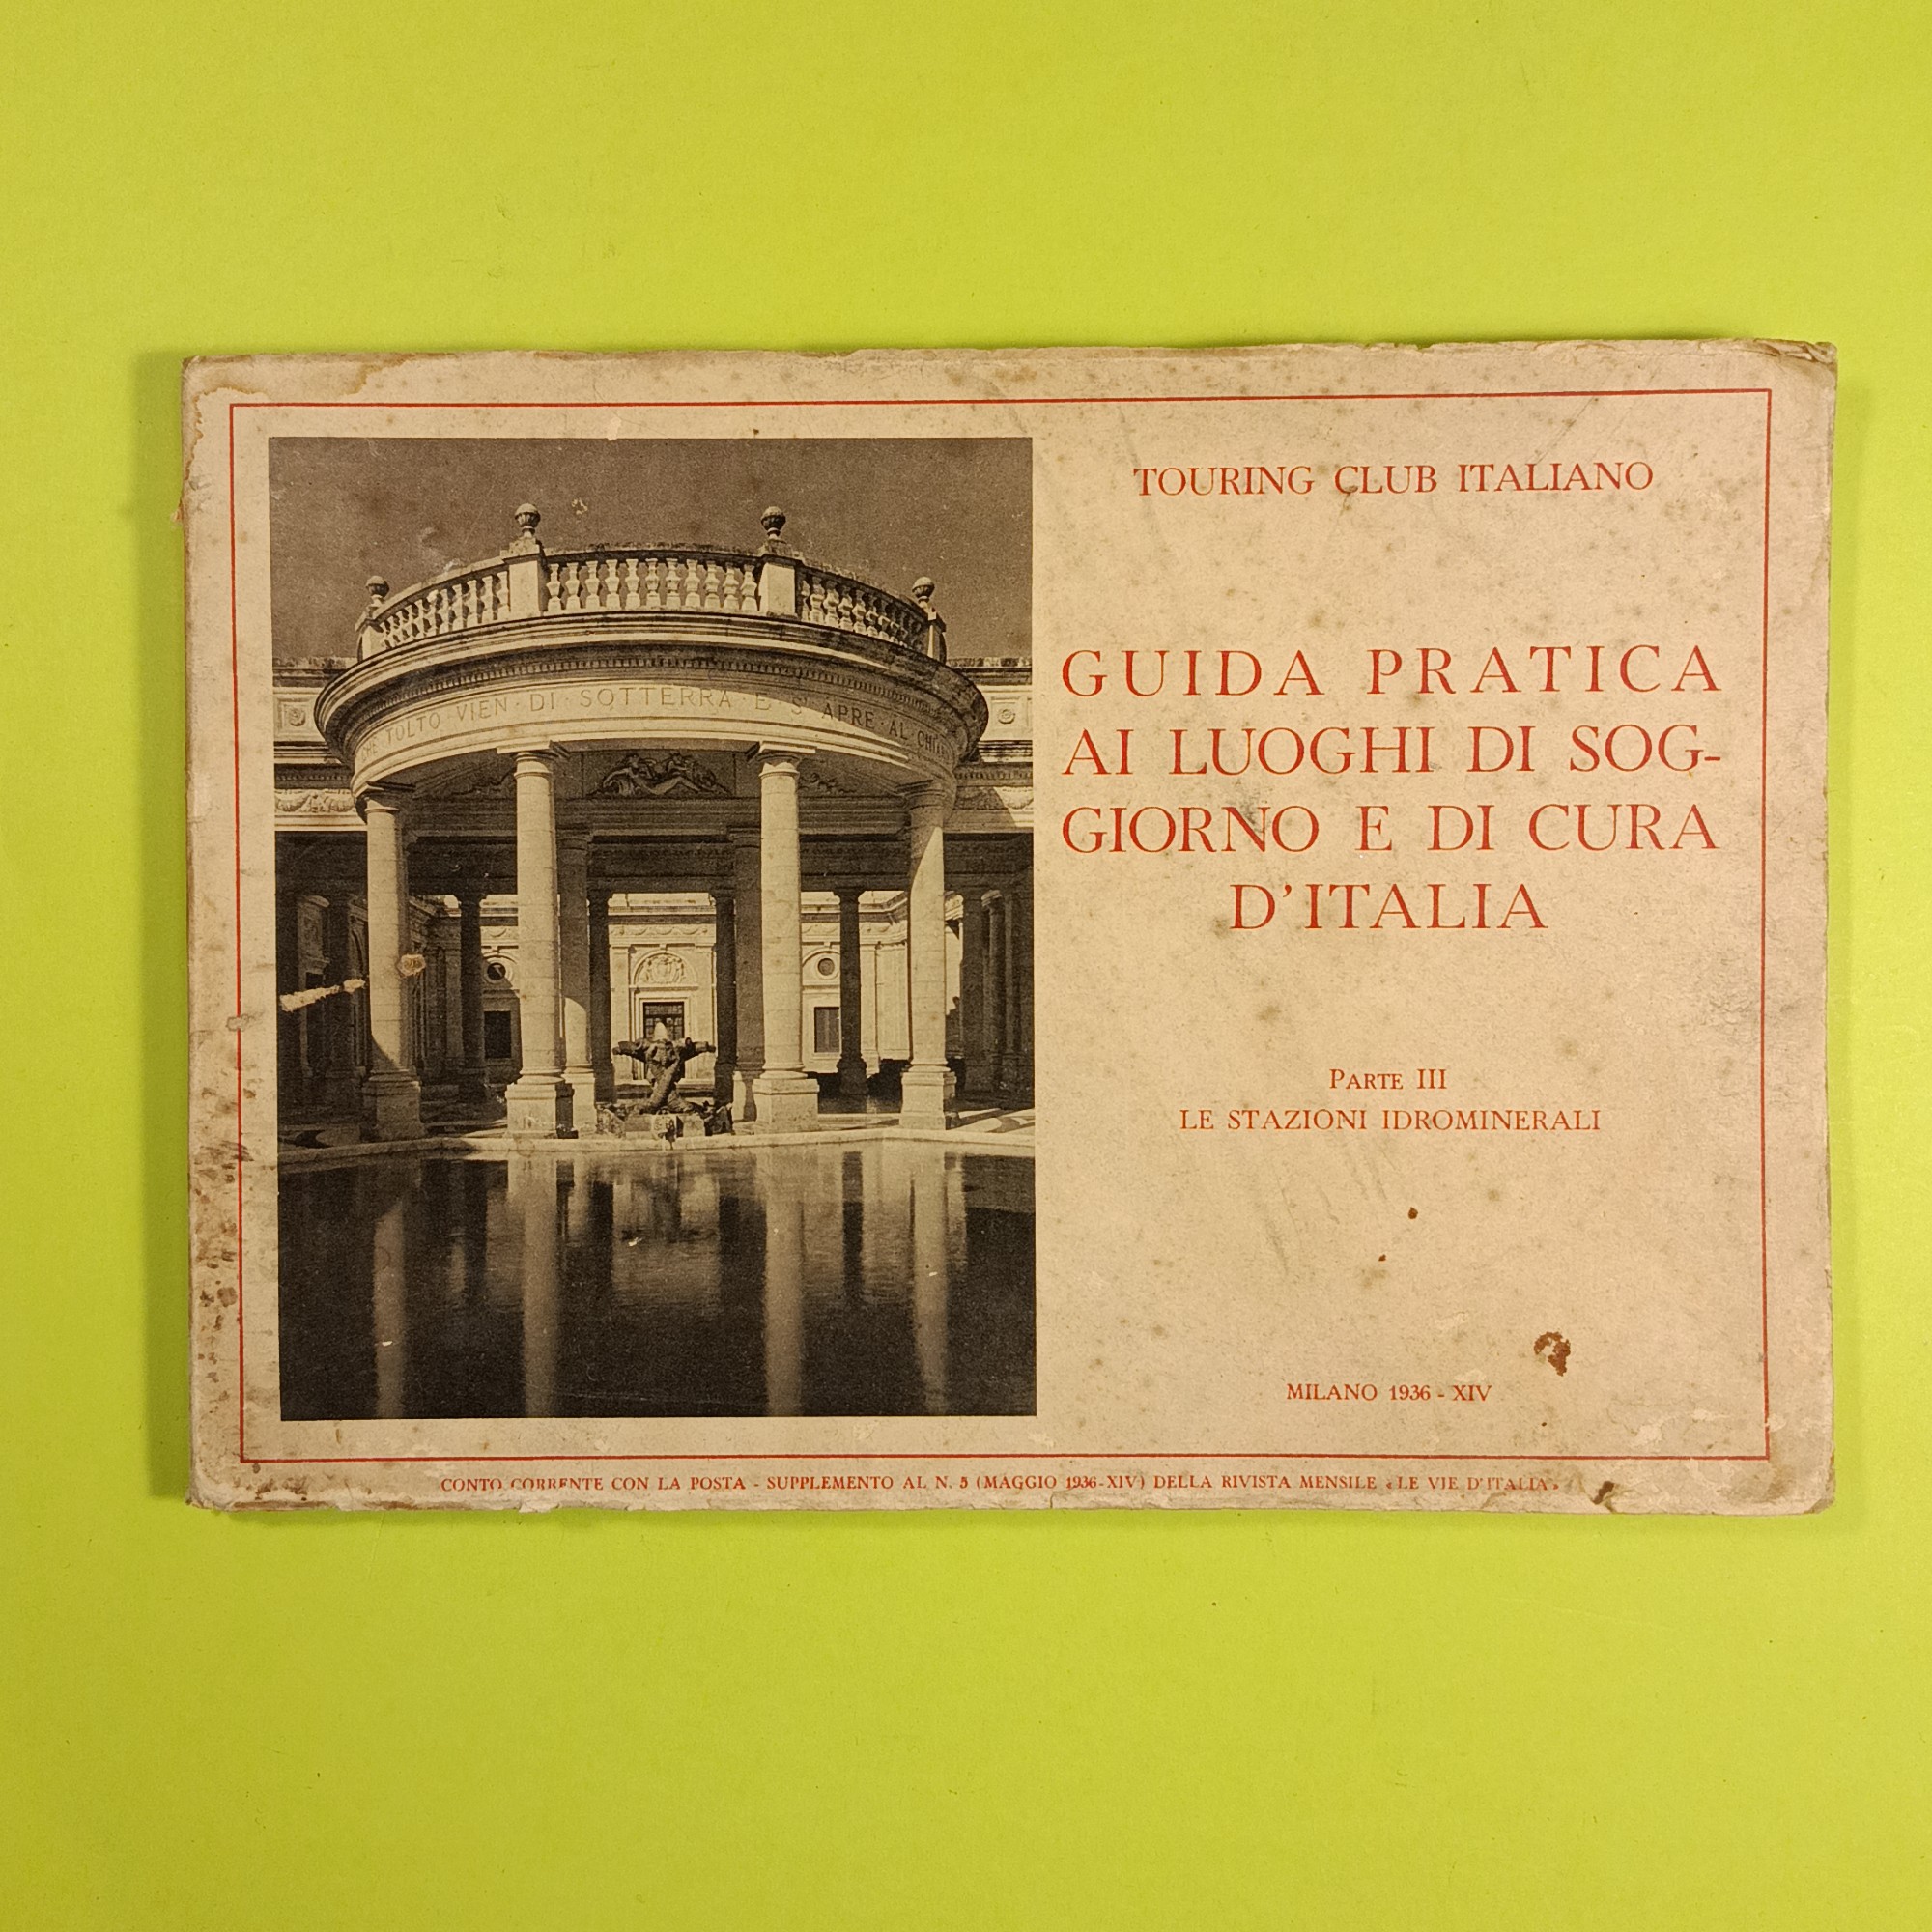 TOURING CLUB ITALIANO
GUIDA PRATICA
AI LUOGHI DI SOG-
GIORNO E DI CURA
D'ITALIA
PARTE III
LE STAZIONI IDROMINERALI
MILANO 1936 - XIV
CHE · TOLTO · VIEN · DI · SOTTERRA · E · S' APRE · AL ·
CONTO CORRENTE CON LA POSTA - SUPPLEMENTO AL N. 5 (MAGGIO 1936-XIV) DELLA RIVISTA MENSILE «LE VIE D'ITALIA»